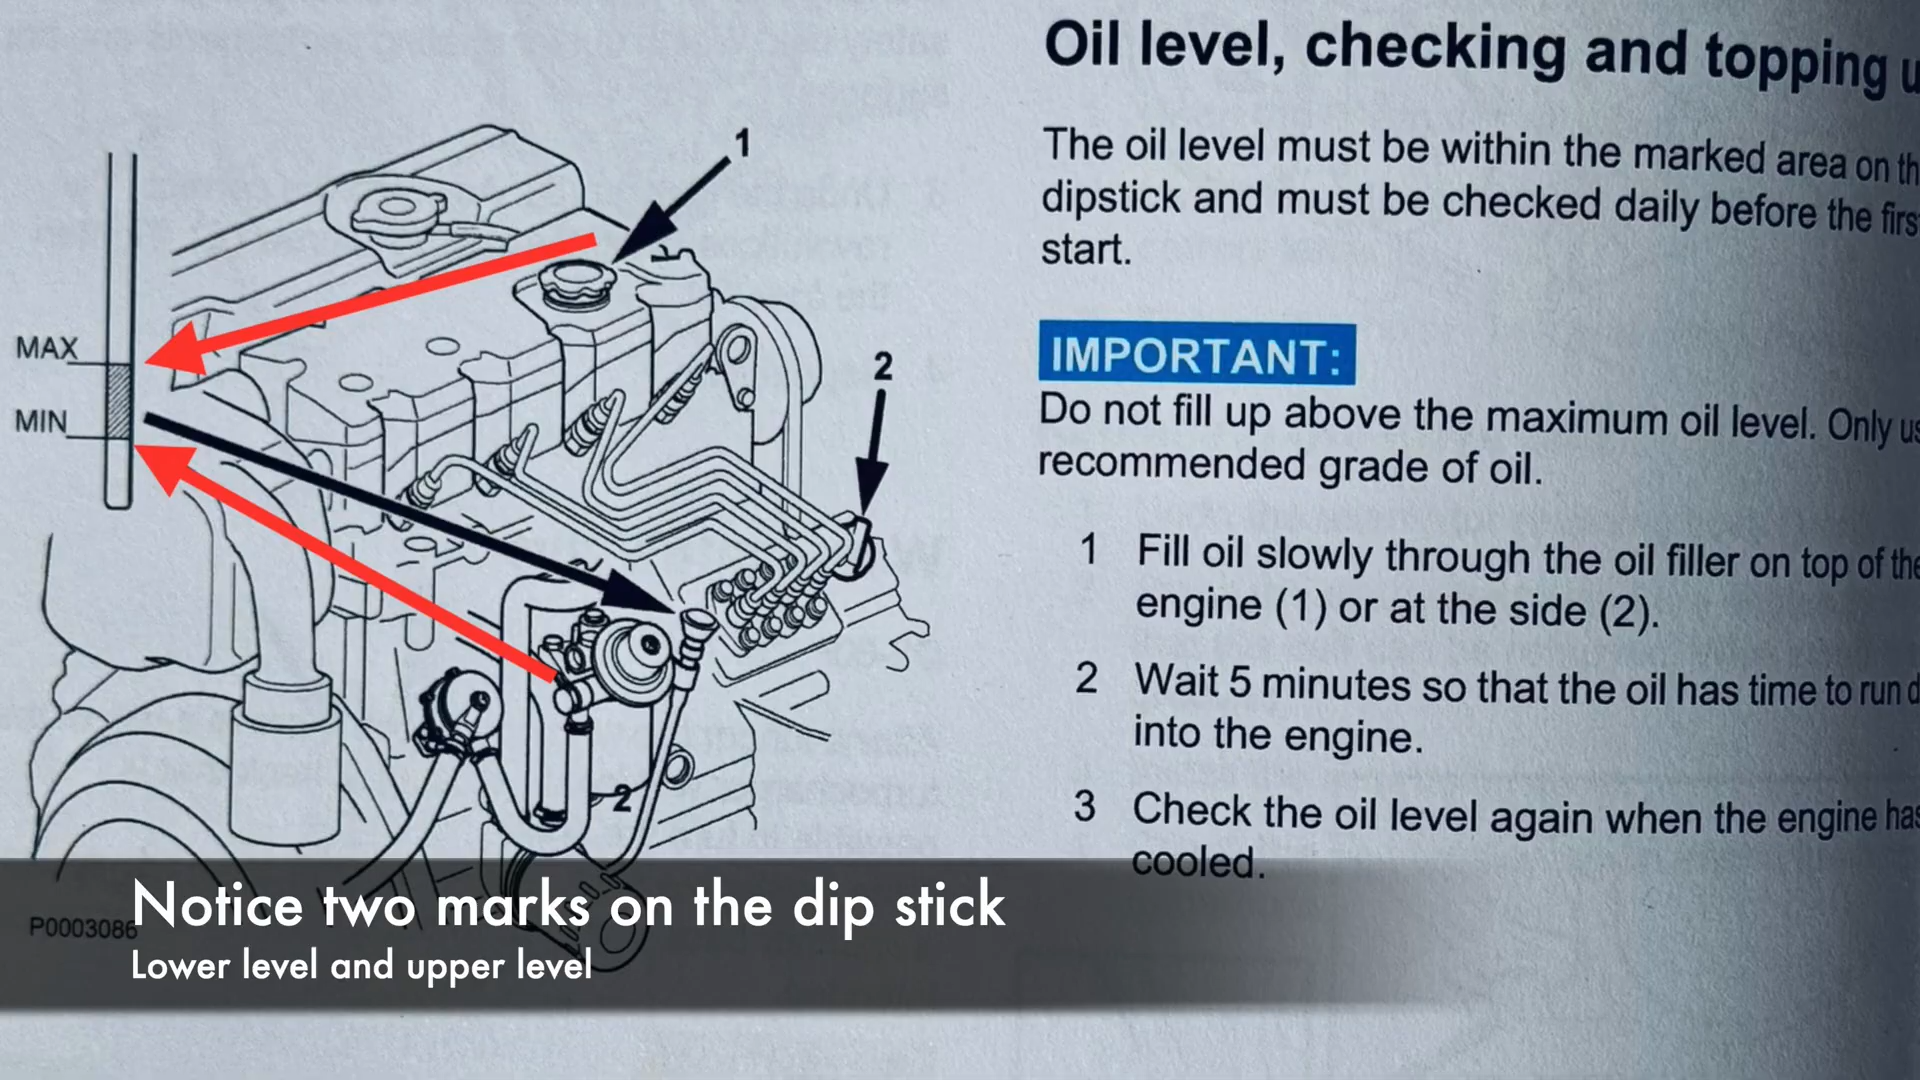 Oil level, checking and topping
The oil level must be within the marked area on
dipstick and must be checked daily before the
start.
IMPORTANT:
Do not fill up above the maximum oil level. Only
recommended grade of oil.
1 Fill oil slowly through the oil filler on top of
engine (1) or at the side (2).
2 Wait 5 minutes so that the oil has time to run
into the engine.
3 Check the oil level again when the engine
cooled.
1
2
MAX
MIN
2
P0003086
Notice two marks on the dip stick
Lower level and upper level